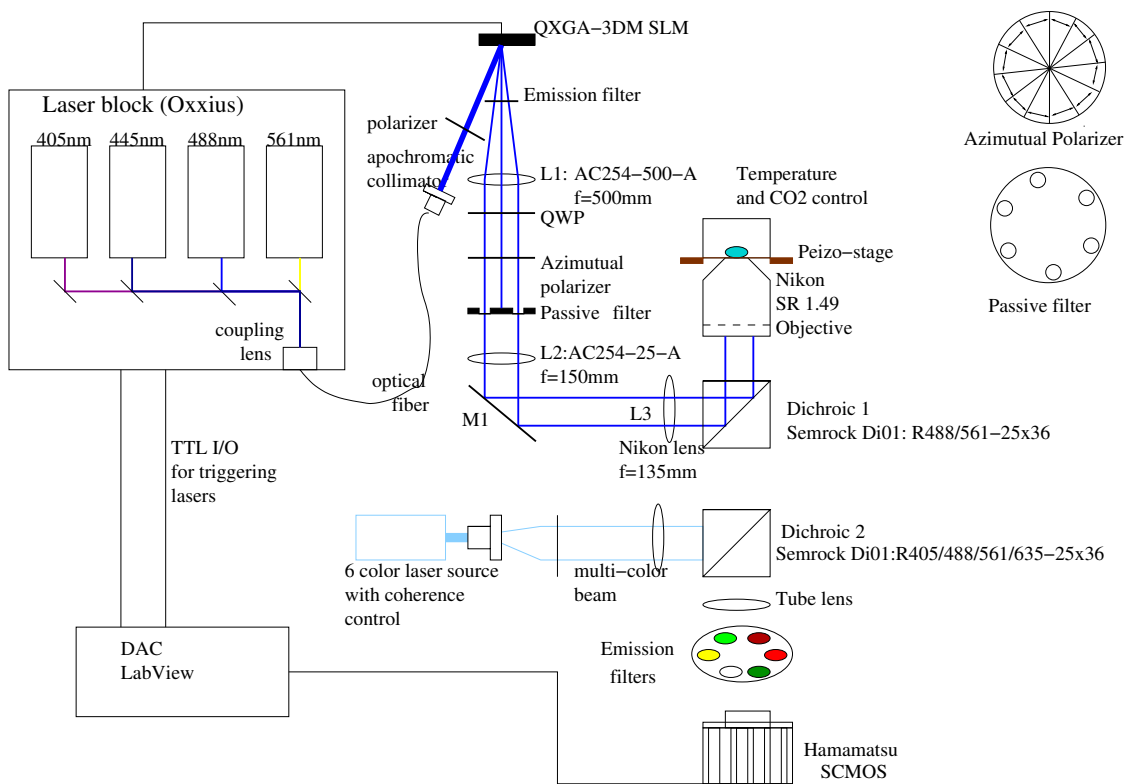 QXGA-3DM SLM
Laser block (Oxxius)
405nm 445nm 488nm 561nm
Emission filter
polarizer
apochromatic
collimator
L1: AC254-500-A
f=500mm
QWP
Azimutual
polarizer
Passive filter
L2:AC254-25-A
f=150mm
coupling
lens
optical
fiber
M1
L3
Nikon lens
f=135mm
Temperature
and CO2 control
Peizo-stage
Nikon
SR 1.49
Objective
Azimutual Polarizer
Passive filter
Dichroic 1
Semrock Di01: R488/561-25x36
TTL I/O
for triggering
lasers
6 color laser source
with coherence
control
multi-color
beam
Dichroic 2
Semrock Di01:R405/488/561/635-25x36
Tube lens
Emission
filters
DAC
LabView
Hamamatsu
SCMOS